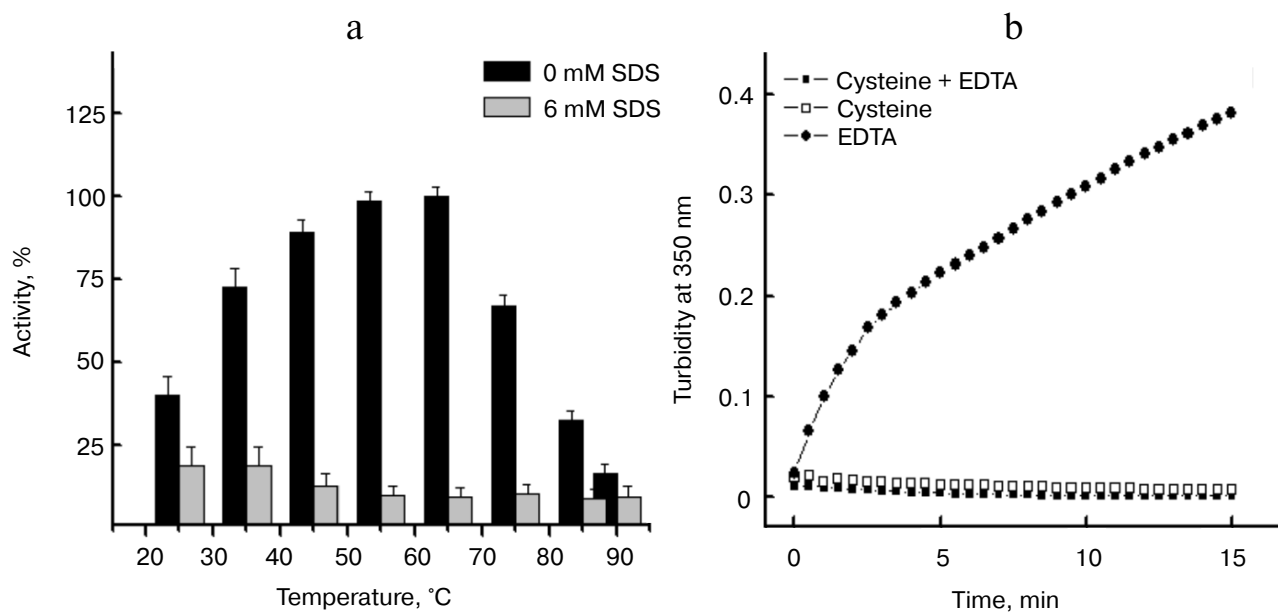 a
0 mM SDS
6 mM SDS
125
100
75
50
25
Activity, %
20 30 40 50 60 70 80 90
Temperature, °C
b
Cysteine + EDTA
Cysteine
EDTA
0.4
0.3
0.2
0.1
0
Turbidity at 350 nm
0 5 10 15
Time, min